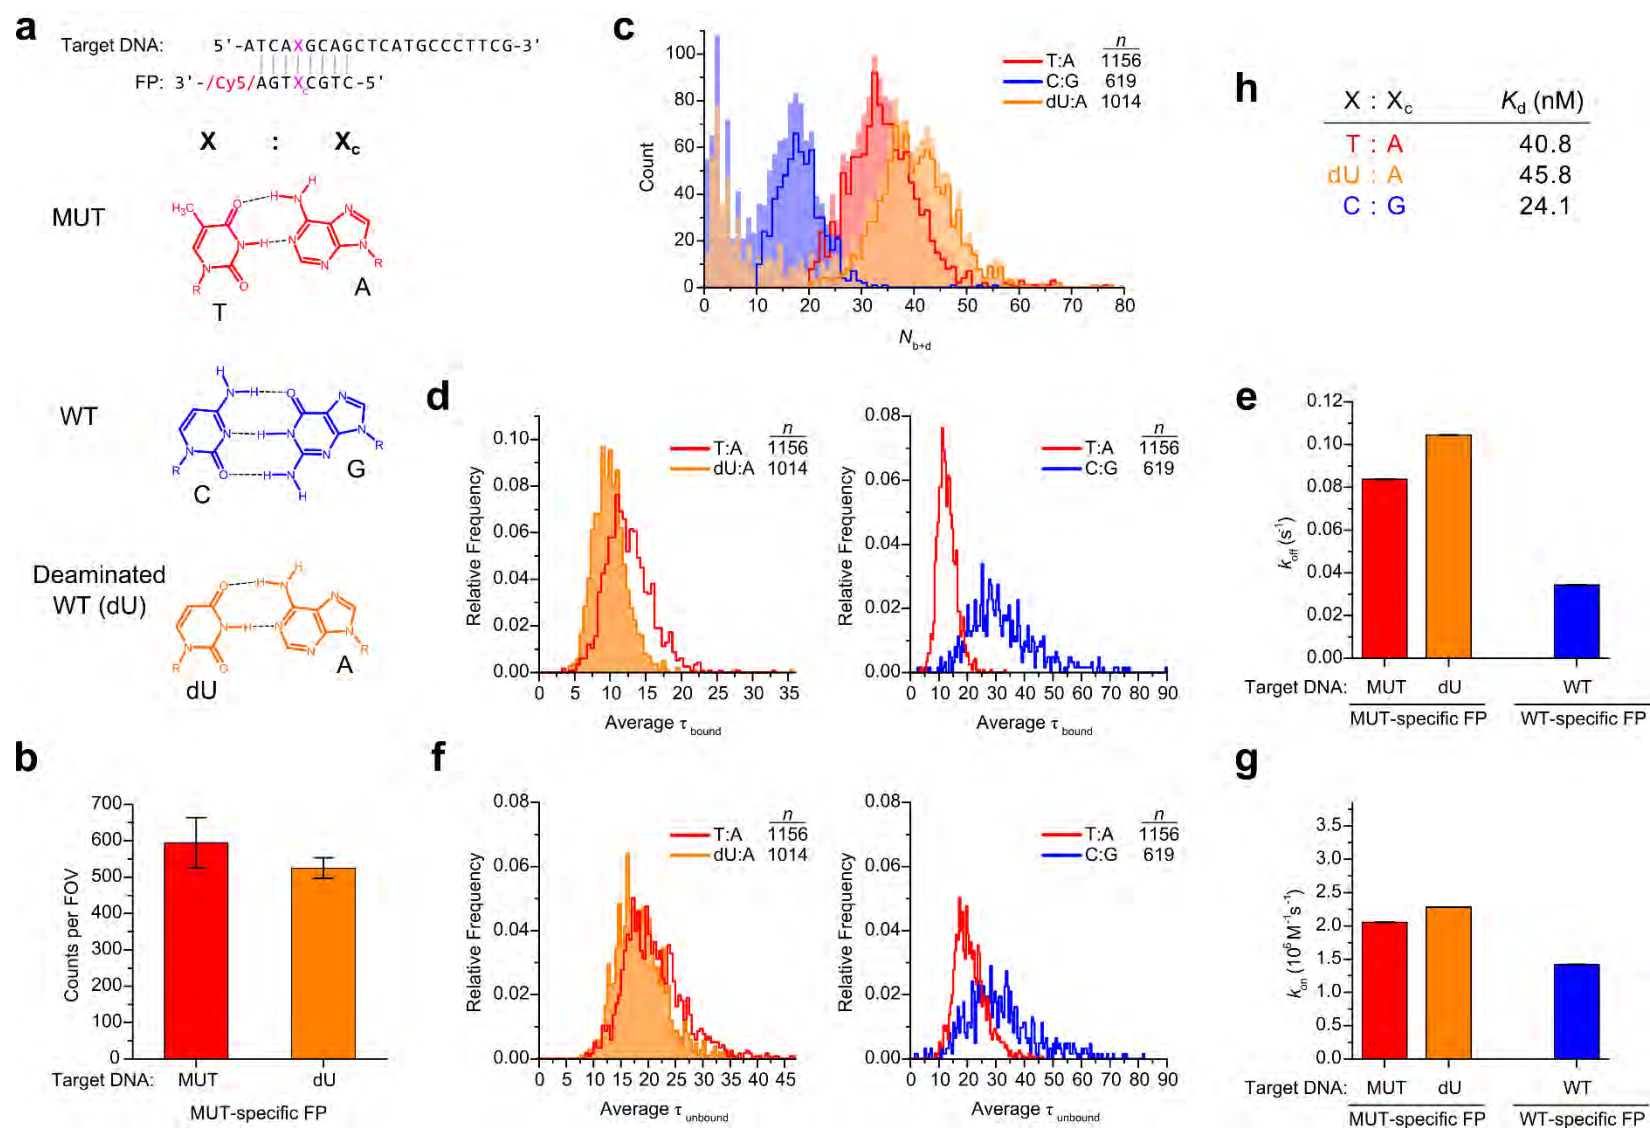 a
Target DNA: 5'-ATCAXGCAGCTCATGCCCTTCG-3'
FP: 3'-/Cy5/AGTXcCGTC-5'
X : Xc
MUT
H3C
O
H
N
H
H
N
H
N
N
N
N
O
R
N
R
T
A
WT
H
N
H
O
N
N
N
H
N
N
R
N
O
H
N
N
R
H
C
G
Deaminated
WT (dU)
O
H
N
H
H
N
H
N
N
N
N
O
R
N
R
dU
A
b
Counts per FOV
700
600
500
400
300
200
100
0
Target DNA: MUT dU
MUT-specific FP
c
Count
100
80
60
40
20
0
0 10 20 30 40 50 60 70 80
Nb+d
n
T:A 1156
C:G 619
dU:A 1014
d
Relative Frequency
0.10
0.08
0.06
0.04
0.02
0.00
0 5 10 15 20 25 30 35
Average τ bound
n
T:A 1156
dU:A 1014
Relative Frequency
0.08
0.06
0.04
0.02
0.00
0 10 20 30 40 50 60 70 80 90
Average τ bound
n
T:A 1156
C:G 619
e
koff (s-1)
0.12
0.10
0.08
0.06
0.04
0.02
0.00
Target DNA: MUT dU WT
MUT-specific FP WT-specific FP
f
Relative Frequency
0.08
0.06
0.04
0.02
0.00
0 5 10 15 20 25 30 35 40 45
Average τ unbound
n
T:A 1156
dU:A 1014
Relative Frequency
0.08
0.06
0.04
0.02
0.00
0 10 20 30 40 50 60 70 80 90
Average τ unbound
n
T:A 1156
C:G 619
g
kon (10⁶ M⁻¹s⁻¹)
3.5
3.0
2.5
2.0
1.5
1.0
0.5
0.0
Target DNA: MUT dU WT
MUT-specific FP WT-specific FP
h
X : Xc Kd (nM)
T : A 40.8
dU : A 45.8
C : G 24.1